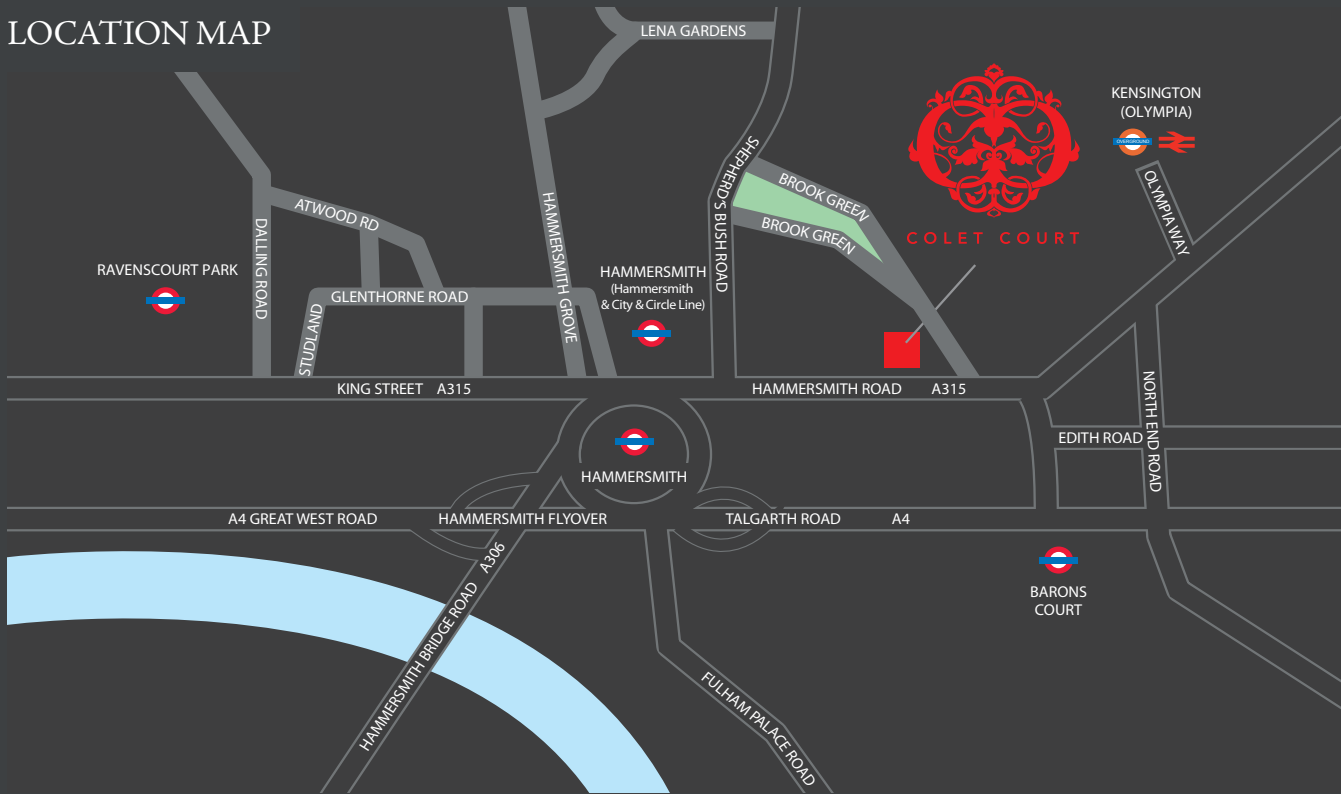 LOCATION MAP
LENA GARDENS
KENSINGTON
(OLYMPIA)
OVERGROUND
SHEPHERD'S BUSH ROAD
BROOK GREEN
BROOK GREEN
COLET COURT
OLYMPIA WAY
ATWOOD RD
DALLING ROAD
HAMMERSMITH GROVE
RAVENSCOURT PARK
HAMMERSMITH
(Hammersmith
& City & Circle Line)
GLENTHORNE ROAD
STUDLAND
KING STREET A315
HAMMERSMITH ROAD A315
NORTH END ROAD
EDITH ROAD
HAMMERSMITH
A4 GREAT WEST ROAD
HAMMERSMITH FLYOVER
TALGARTH ROAD A4
HAMMERSMITH BRIDGE ROAD A306
BARONS
COURT
FULHAM PALACE ROAD